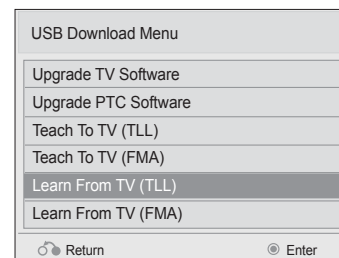 USB Download Menu
Upgrade TV Software
Upgrade PTC Software
Teach To TV (TLL)
Teach To TV (FMA)
Learn From TV (TLL)
Learn From TV (FMA)
Return Enter